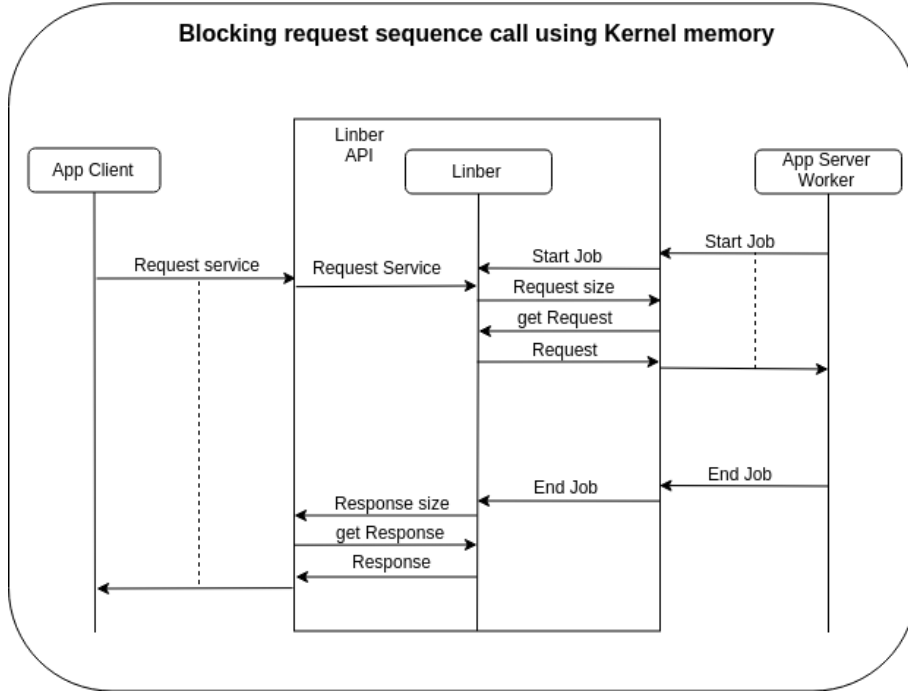 Blocking request sequence call using Kernel memory
Linber
API
App Client
Linber
App Server
Worker
Start Job
Start Job
Request service
Request Service
Request size
get Request
Request
End Job
End Job
Response size
get Response
Response